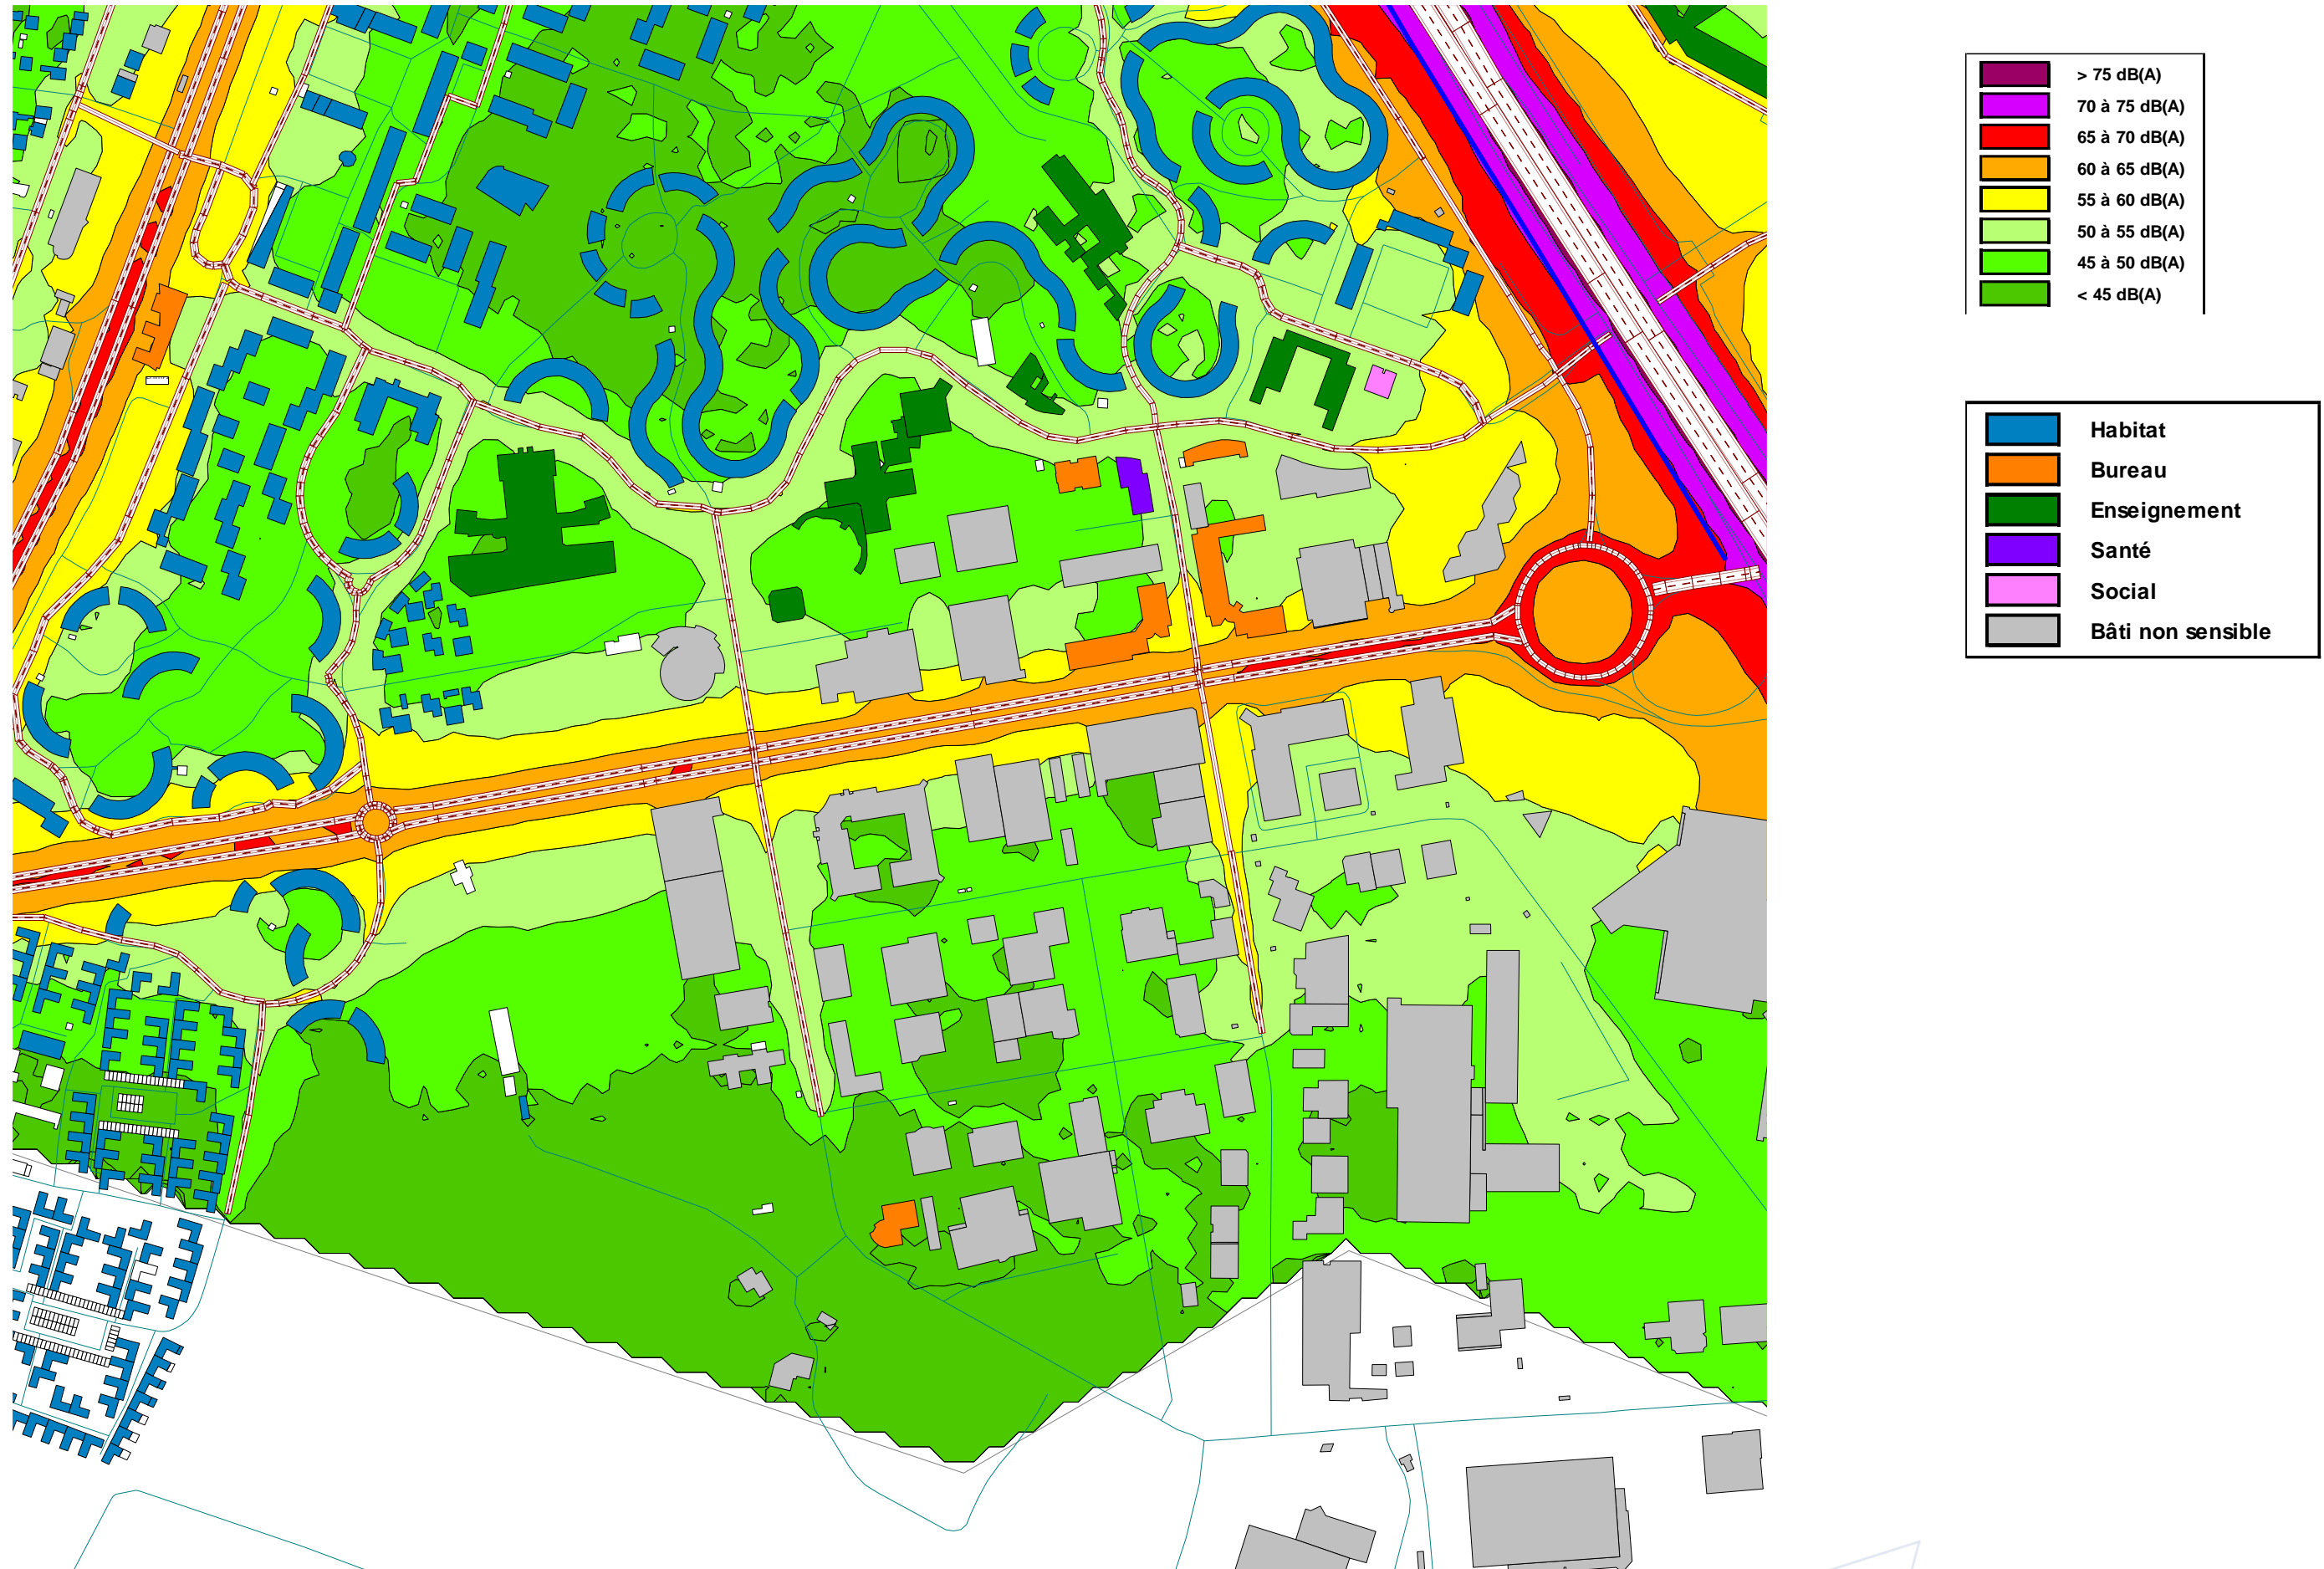 > 75 dB(A)
70 à 75 dB(A)
65 à 70 dB(A)
60 à 65 dB(A)
55 à 60 dB(A)
50 à 55 dB(A)
45 à 50 dB(A)
< 45 dB(A)
Habitat
Bureau
Enseignement
Santé
Social
Bâti non sensible